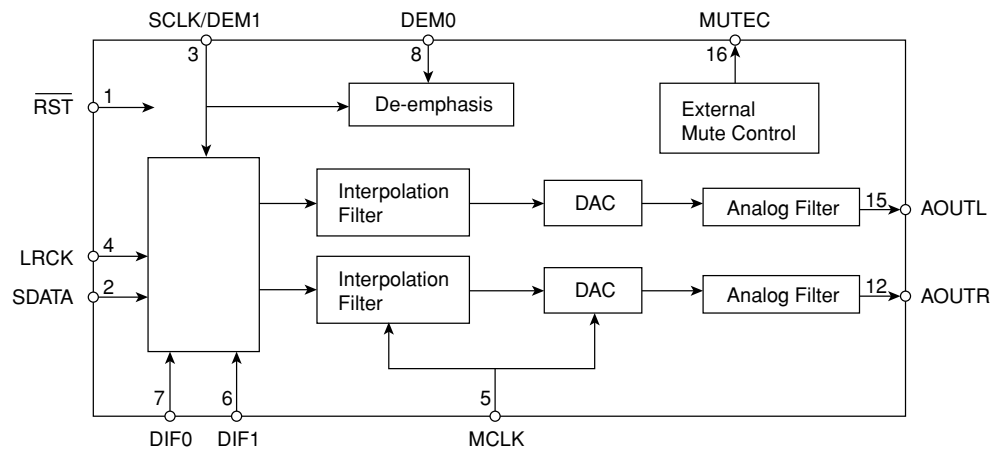 SCLK/DEM1 DEM0 MUTEC
3 8 16
RST 1
De-emphasis
External
Mute Control
Interpolation
Filter
DAC
Analog Filter
15 AOUTL
LRCK 4
SDATA 2
Interpolation
Filter
DAC
Analog Filter
12 AOUTR
7 6 5
DIF0 DIF1 MCLK